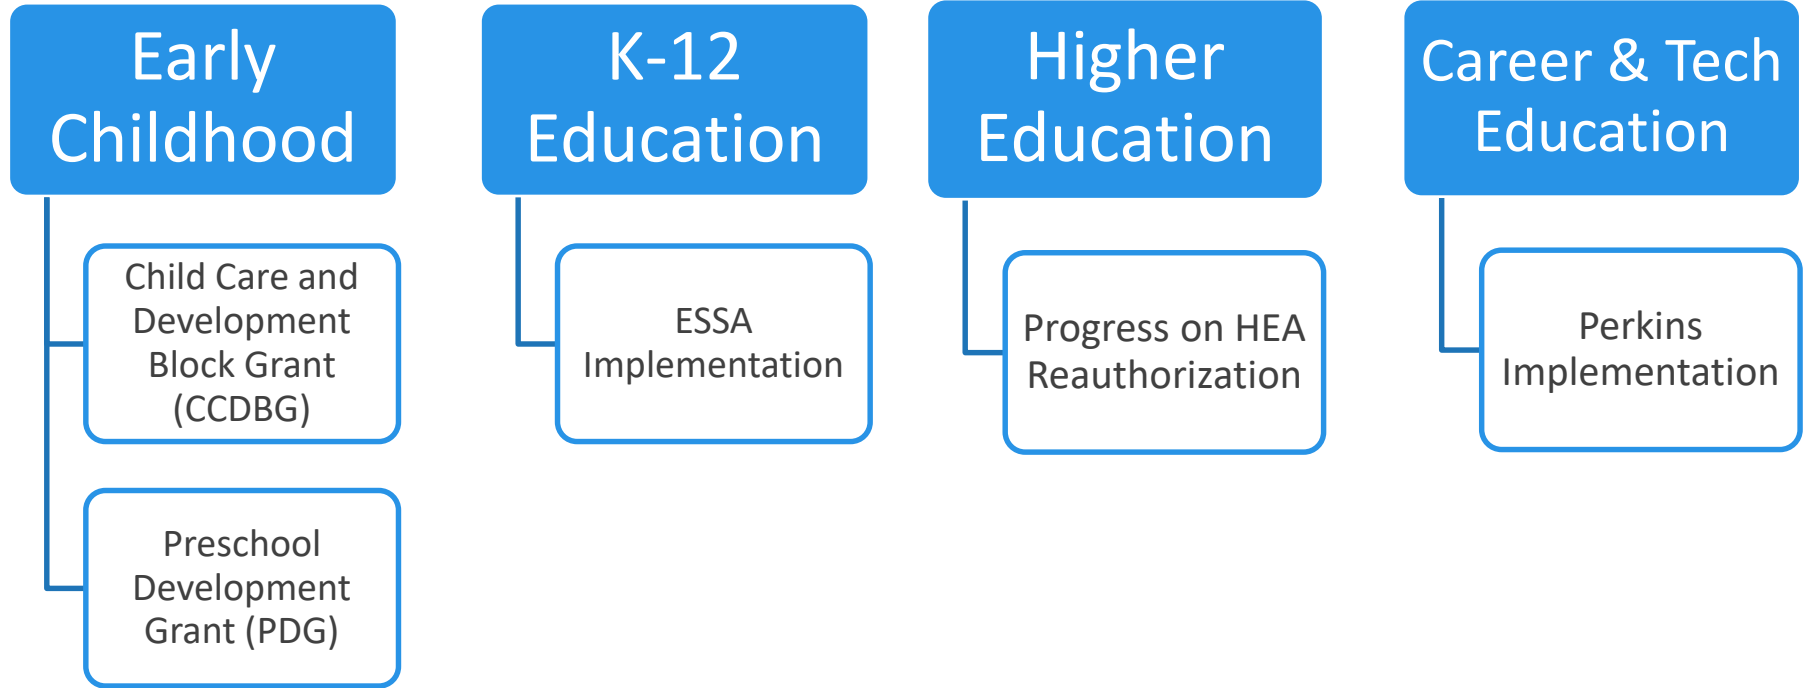 Early
Childhood
Child Care and
Development
Block Grant
(CCDBG)
Preschool
Development
Grant (PDG)
K-12
Education
ESSA
Implementation
Higher
Education
Progress on HEA
Reauthorization
Career & Tech
Education
Perkins
Implementation